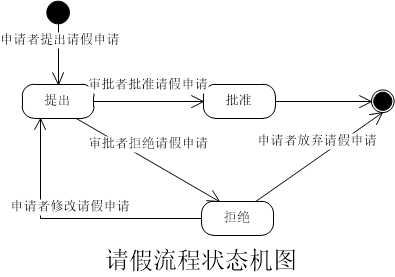 申请者提出请假申请
审批者批准请假申请
提出
批准
审批者拒绝请假申请
申请者放弃请假申请
申请者修改请假申请
拒绝
请假流程状态机图